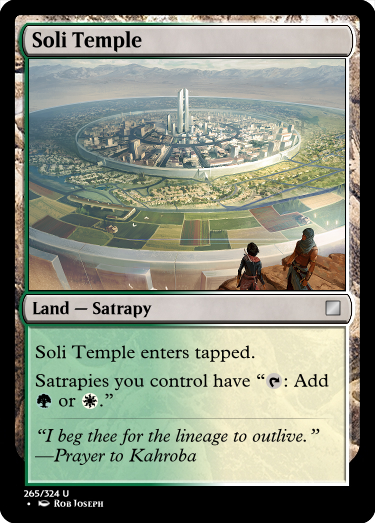 Soli Temple
Land — Satrapy
Soli Temple enters tapped.
Satrapies you control have “: Add
or .”
“I beg thee for the lineage to outlive.”
—Prayer to Kahroba
265/324 U
• Rob Joseph